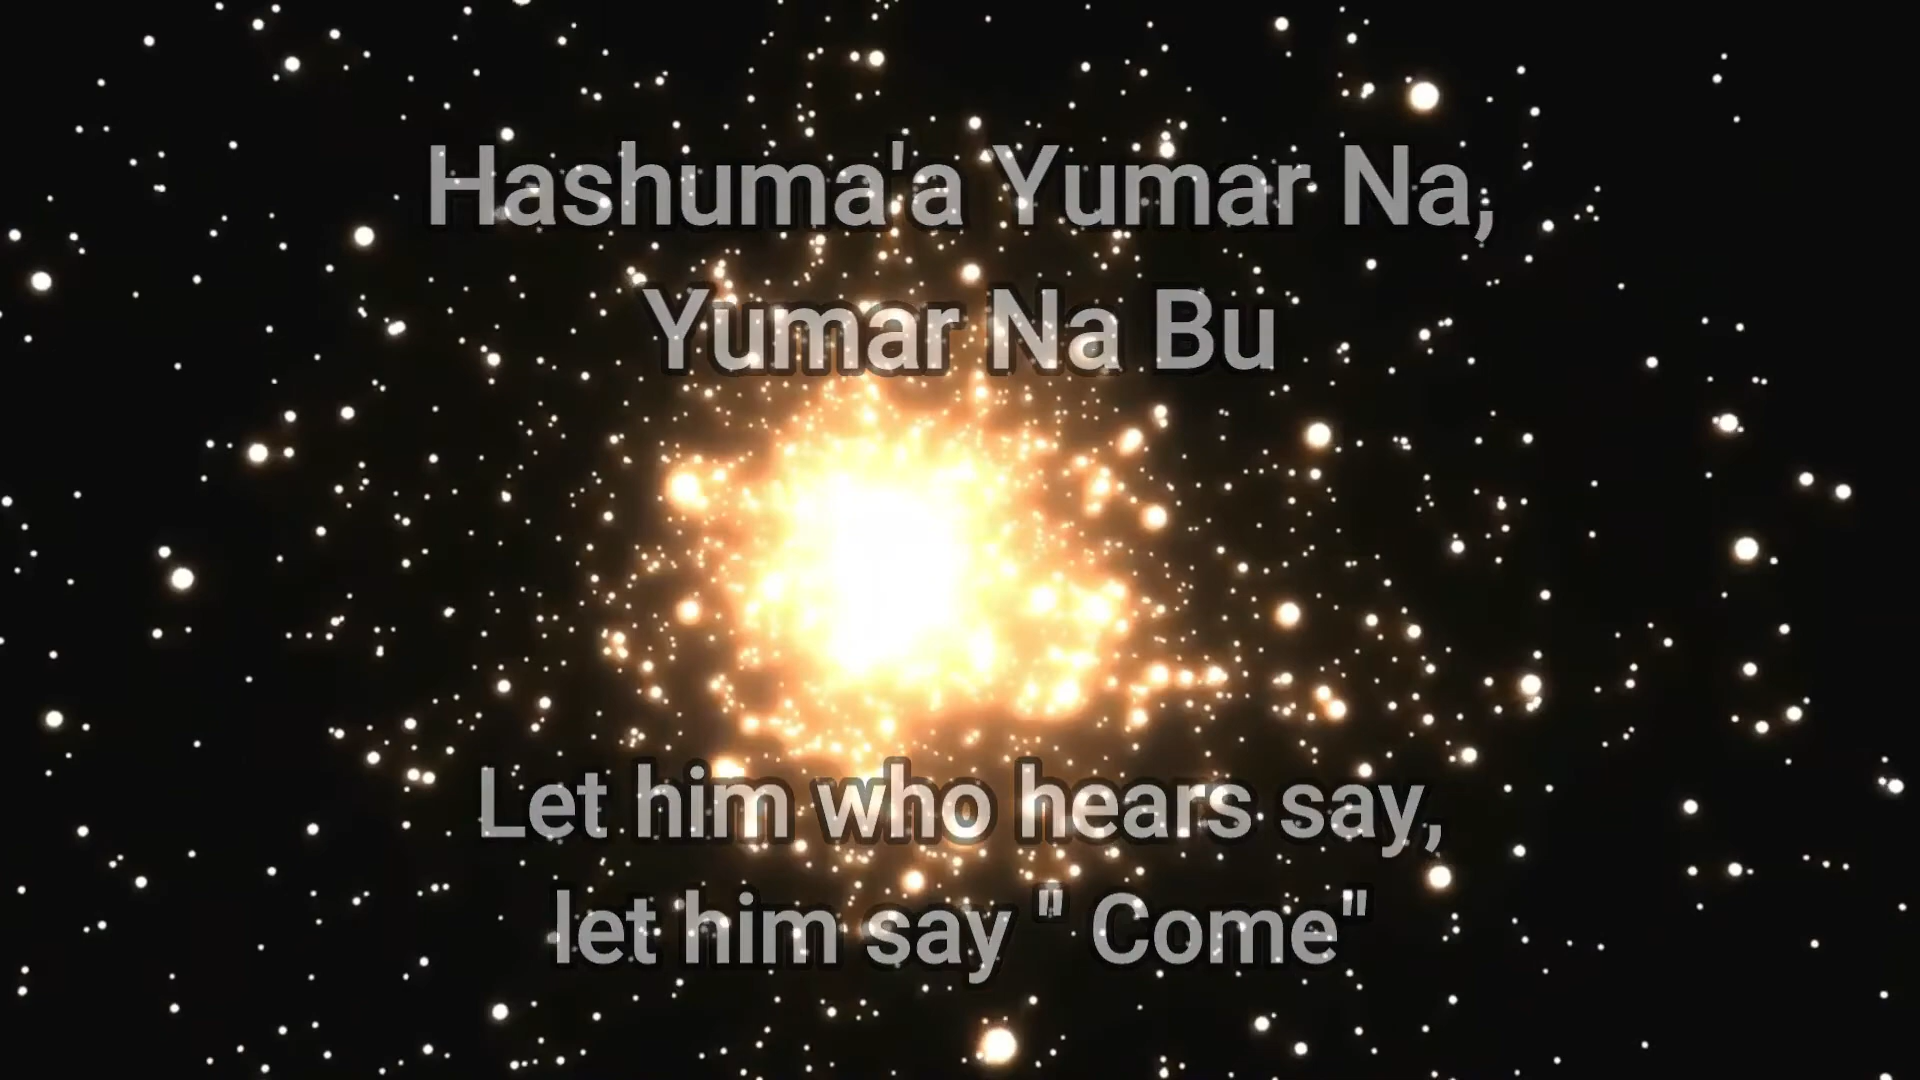 Hashuma'a Yumar Na,
Yumar Na Bu
Let him who hears say,
let him say " Come"